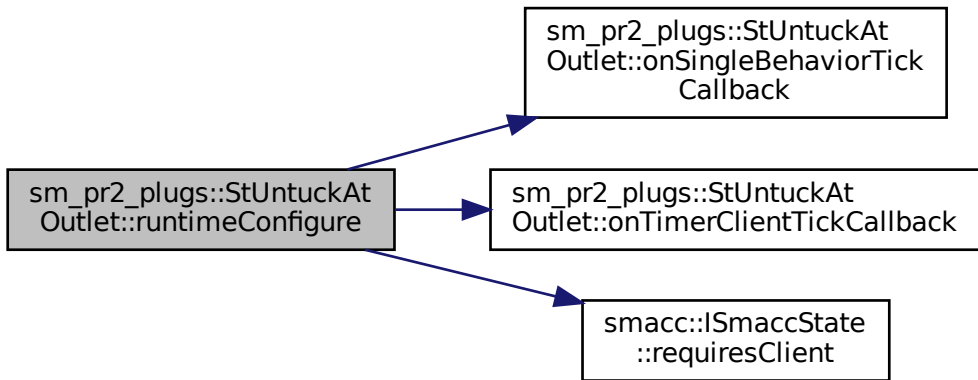 sm_pr2_plugs::StUntuckAt
Outlet::onSingleBehaviorTick
Callback
sm_pr2_plugs::StUntuckAt
Outlet::runtimeConfigure
sm_pr2_plugs::StUntuckAt
Outlet::onTimerClientTickCallback
smacc::ISmaccState
::requiresClient